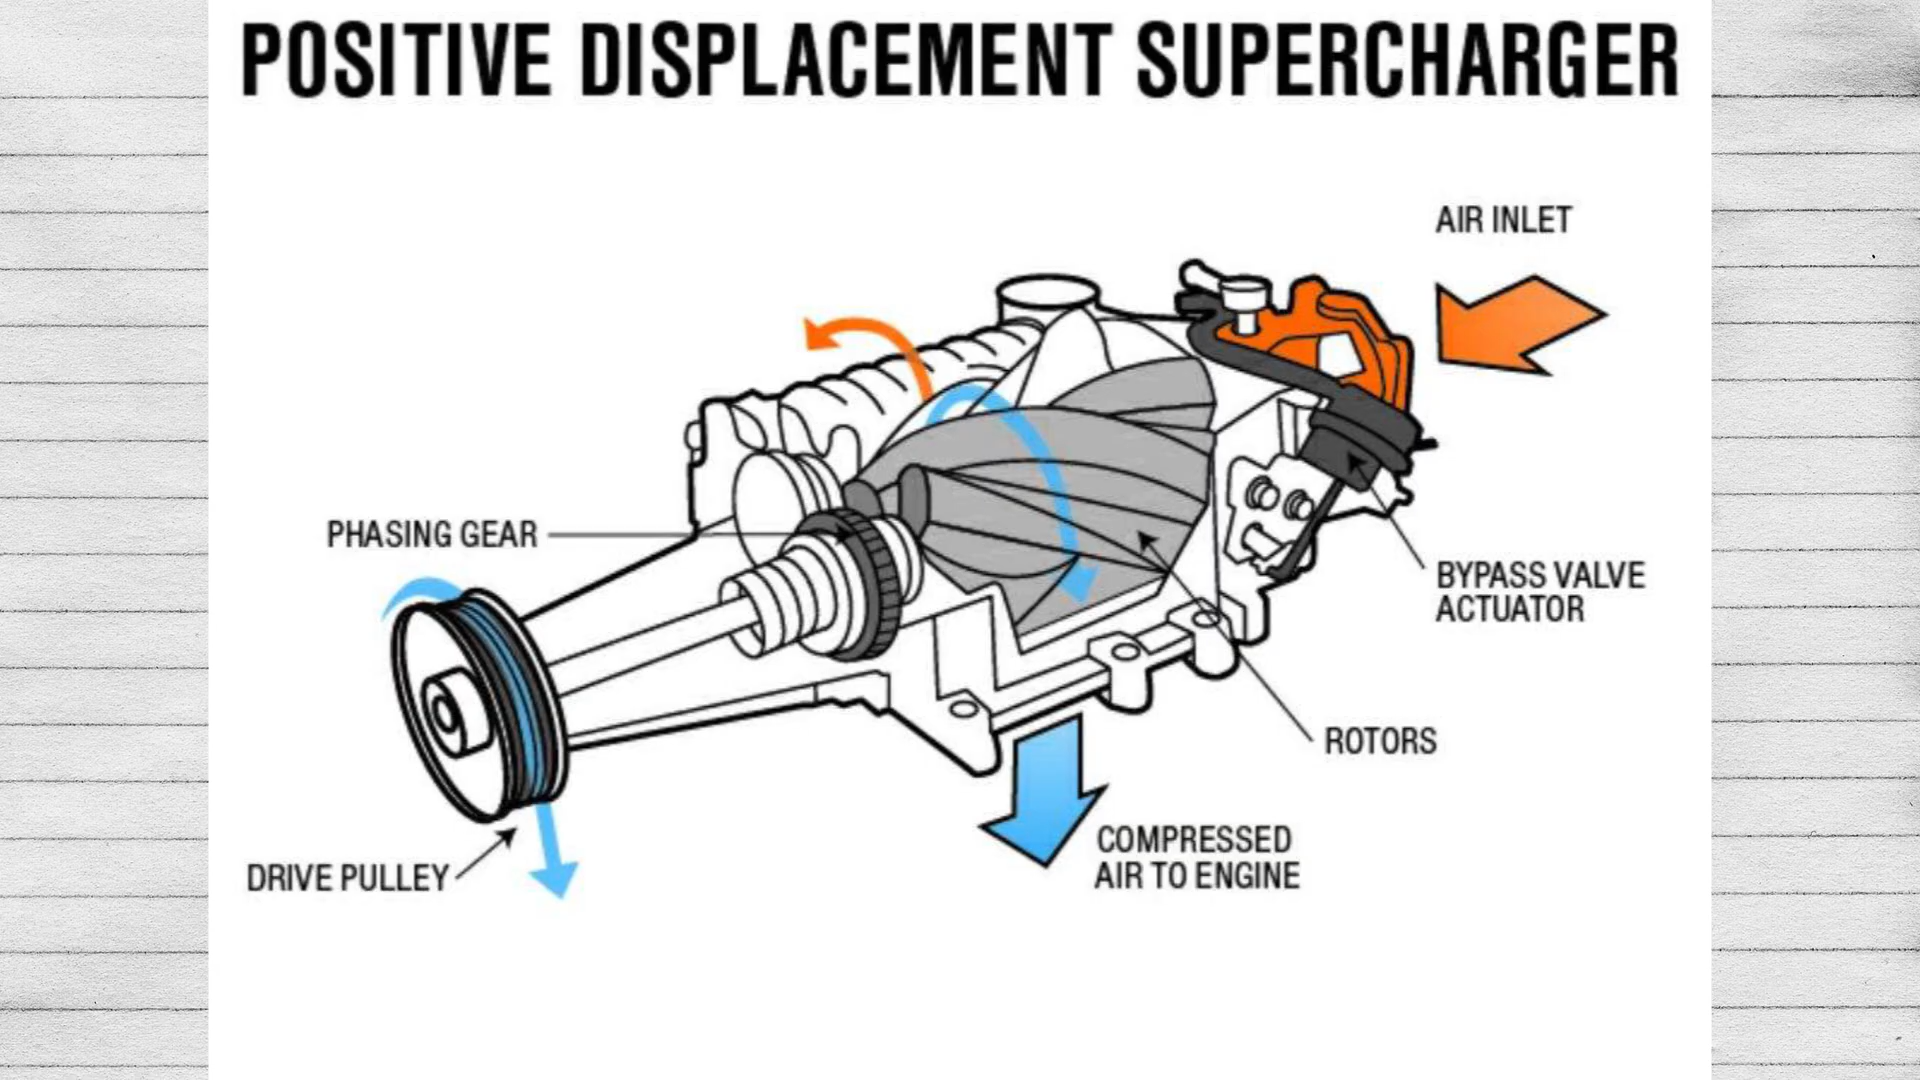 POSITIVE DISPLACEMENT SUPERCHARGER
AIR INLET
PHASING GEAR
BYPASS VALVE
ACTUATOR
ROTORS
COMPRESSED
AIR TO ENGINE
DRIVE PULLEY